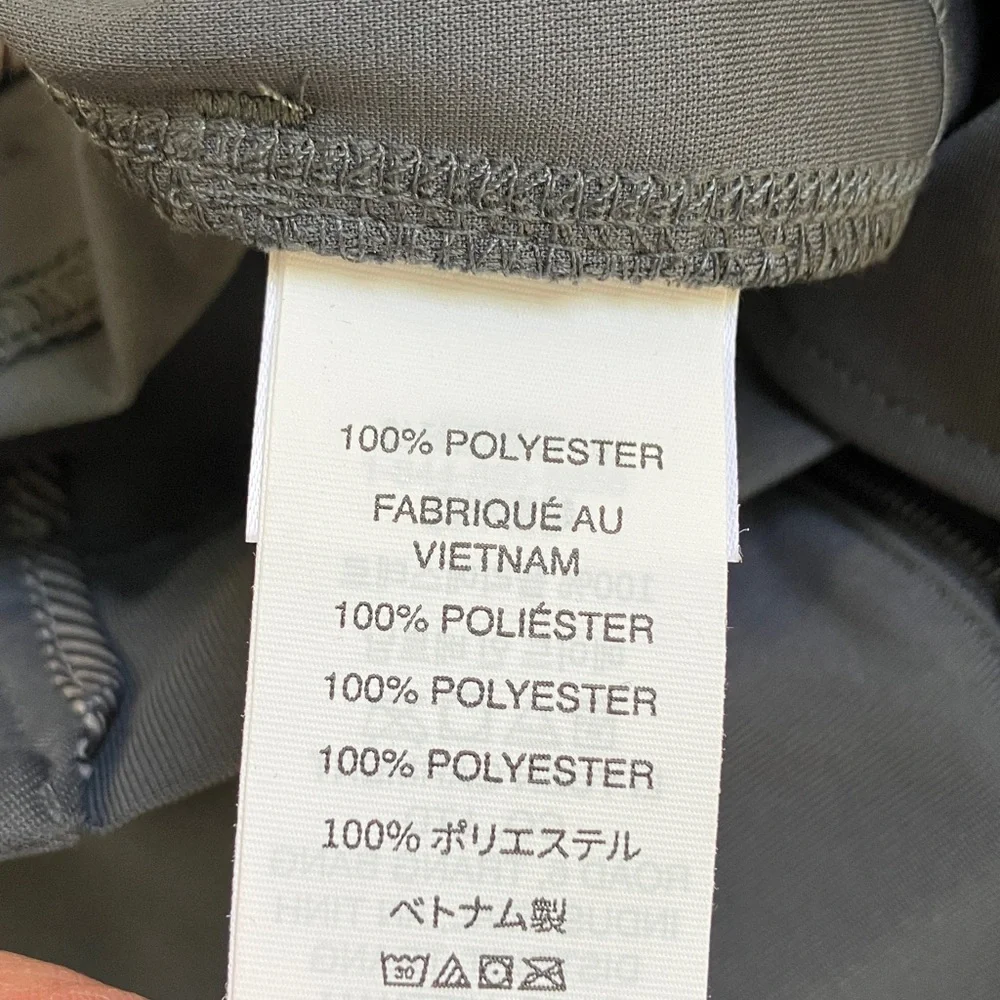 100% POLYESTER
FABRIQUÉ AU
VIETNAM
100% POLIÉSTER
100% POLYESTER
100% POLYESTER
100% ポリエステル
ベトナム製
30